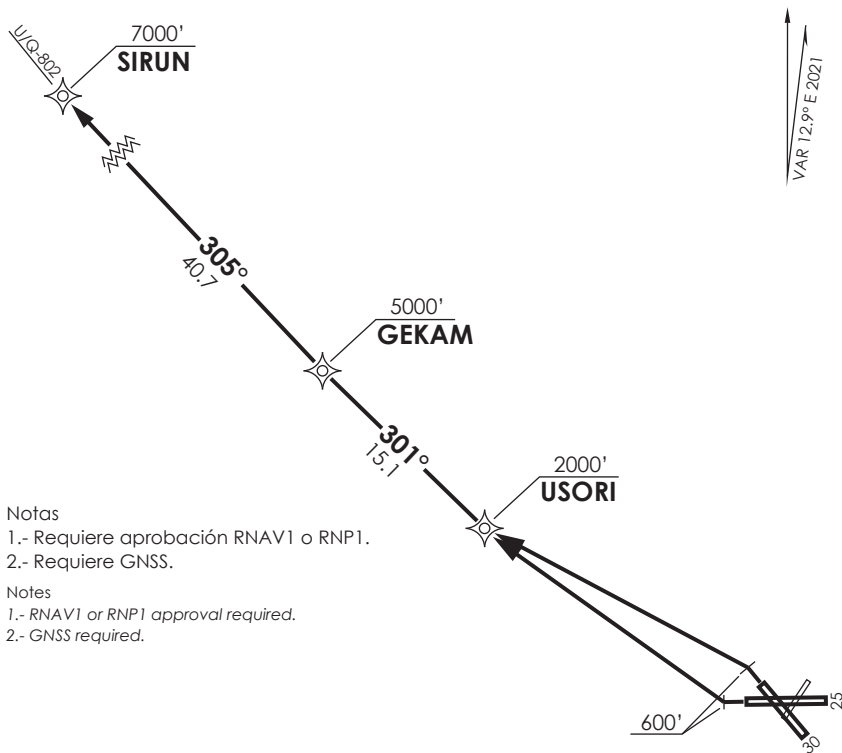 U/Q-802
7000'
SIRUN
VAR 12.9° E 2021
305°
40.7
5000'
GEKAM
301°
15.1
2000'
USORI
Notas
1.- Requiere aprobación RNAV1 o RNP1.
2.- Requiere GNSS.
Notes
1.- RNAV1 or RNP1 approval required.
2.- GNSS required.
600'
25
30